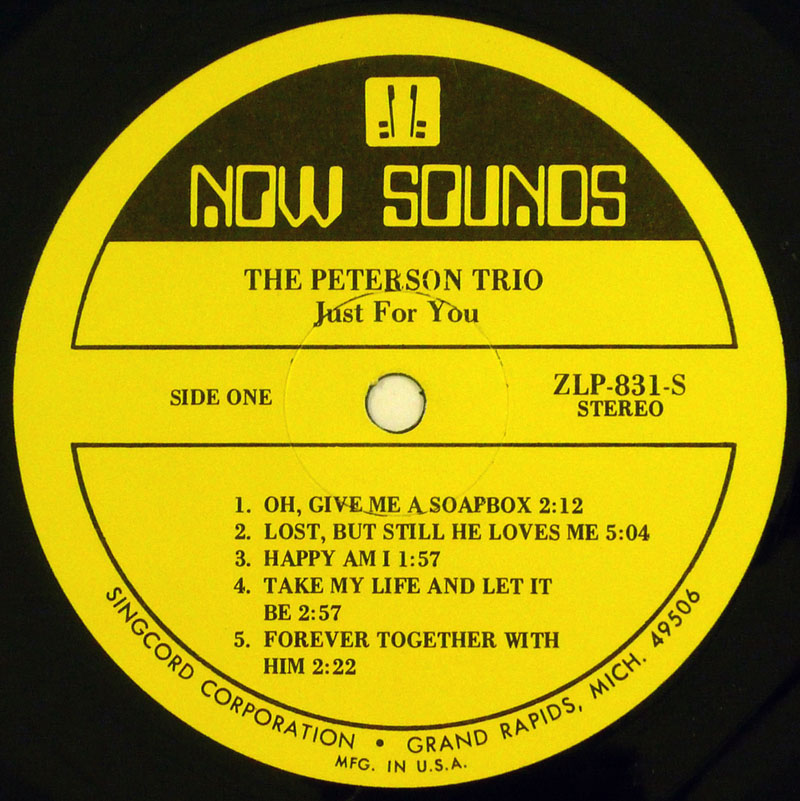 NOW SOUNDS
THE PETERSON TRIO
Just For You
SIDE ONE
ZLP-831-S
STEREO
1. OH, GIVE ME A SOAPBOX 2:12
2. LOST, BUT STILL HE LOVES ME 5:04
3. HAPPY AM I 1:57
4. TAKE MY LIFE AND LET IT
BE 2:57
5. FOREVER TOGETHER WITH
HIM 2:22
SINGCORD CORPORATION • GRAND RAPIDS, MICH. 49506
MFG. IN U.S.A.